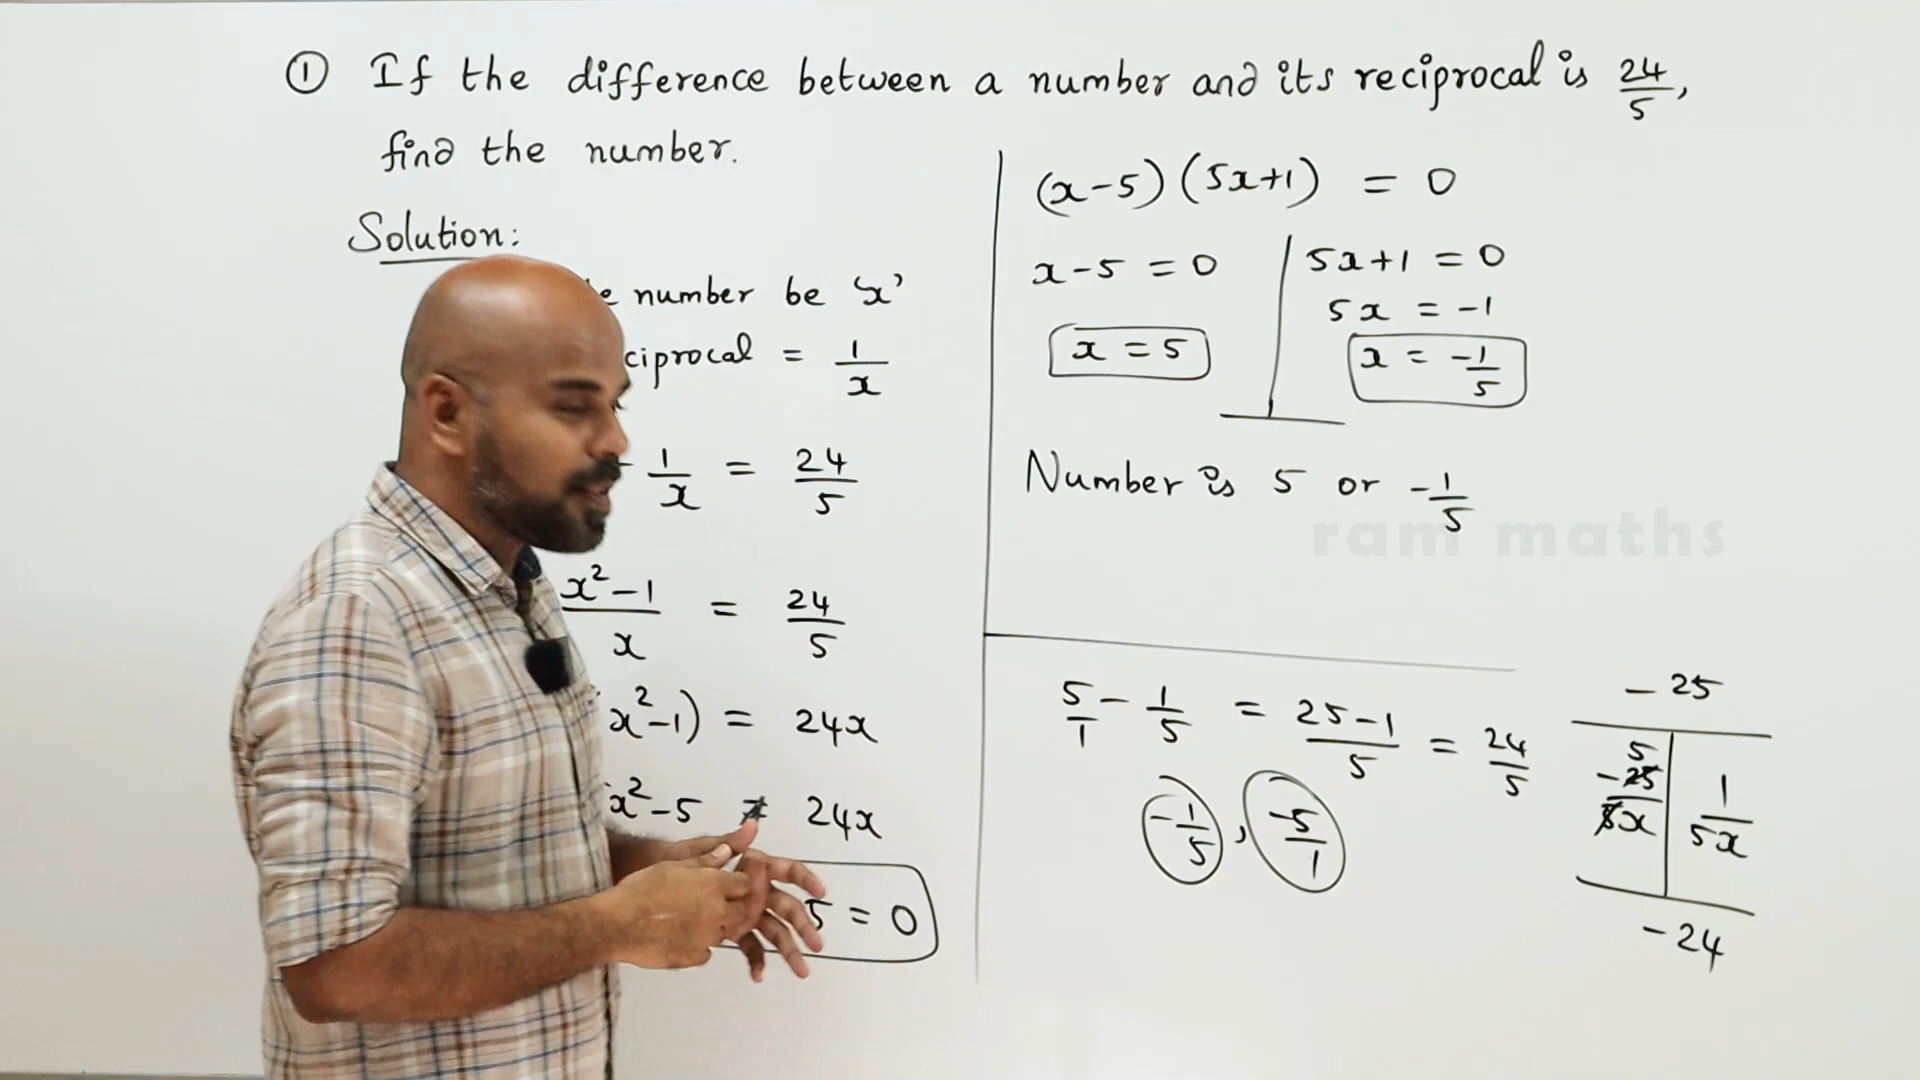 ① If the difference between a number and its reciprocal is 24/5,
find the number.
Solution:
number be 'x'
ciprocal = 1/x
1/x = 24/5
x²-1/x = 24/5
x²-1) = 24x
x²-5 = 24x
5 = 0
(x-5)(5x+1) = 0
x-5 = 0
x = 5
5x+1 = 0
5x = -1
x = -1/5
Number is 5 or -1/5
ram maths
5/1 - 1/5 = 25-1/5 = 24/5
-1/5, -5/1
-25
5
-25/5x | 1/5x
-24